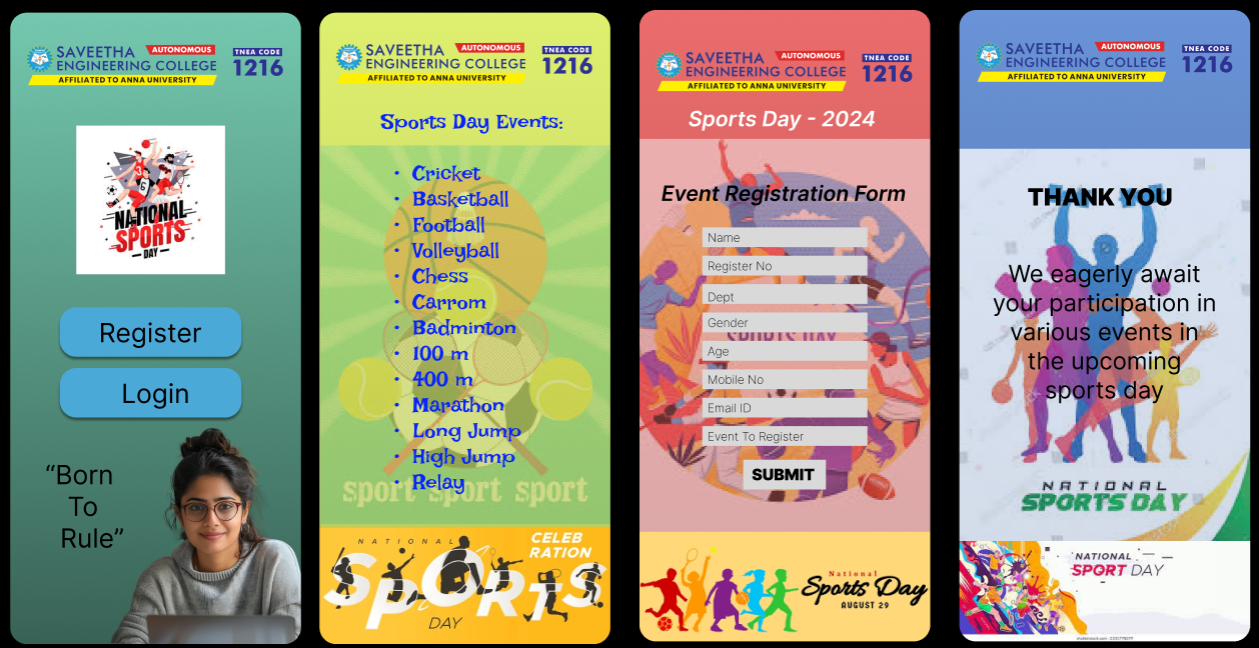 SAVEETHA AUTONOMOUS
ENGINEERING COLLEGE
AFFILIATED TO ANNA UNIVERSITY
TNEA CODE
1216
NATIONAL
SPORTS
DAY
Register
Login
“Born
To
Rule”
SAVEETHA AUTONOMOUS
ENGINEERING COLLEGE
AFFILIATED TO ANNA UNIVERSITY
TNEA CODE
1216
Sports Day Events:
• Cricket
• Basketball
• Football
• Volleyball
• Chess
• Carrom
• Badminton
• 100 m
• 400 m
• Marathon
• Long Jump
• High Jump
• Relay
sport sport sport
NATIONAL
CELEB
RATION
SPORTS
DAY
SAVEETHA AUTONOMOUS
ENGINEERING COLLEGE
AFFILIATED TO ANNA UNIVERSITY
TNEA CODE
1216
Sports Day - 2024
Event Registration Form
Name
Register No
Dept
Gender
SPORTS DAY
Age
Mobile No
Email ID
Event To Register
SUBMIT
National
Sports Day
AUGUST 29
SAVEETHA AUTONOMOUS
ENGINEERING COLLEGE
AFFILIATED TO ANNA UNIVERSITY
TNEA CODE
1216
THANK YOU
We eagerly await
your participation in
various events in
the upcoming
sports day
NATIONAL
SPORTS DAY
NATIONAL
SPORT DAY